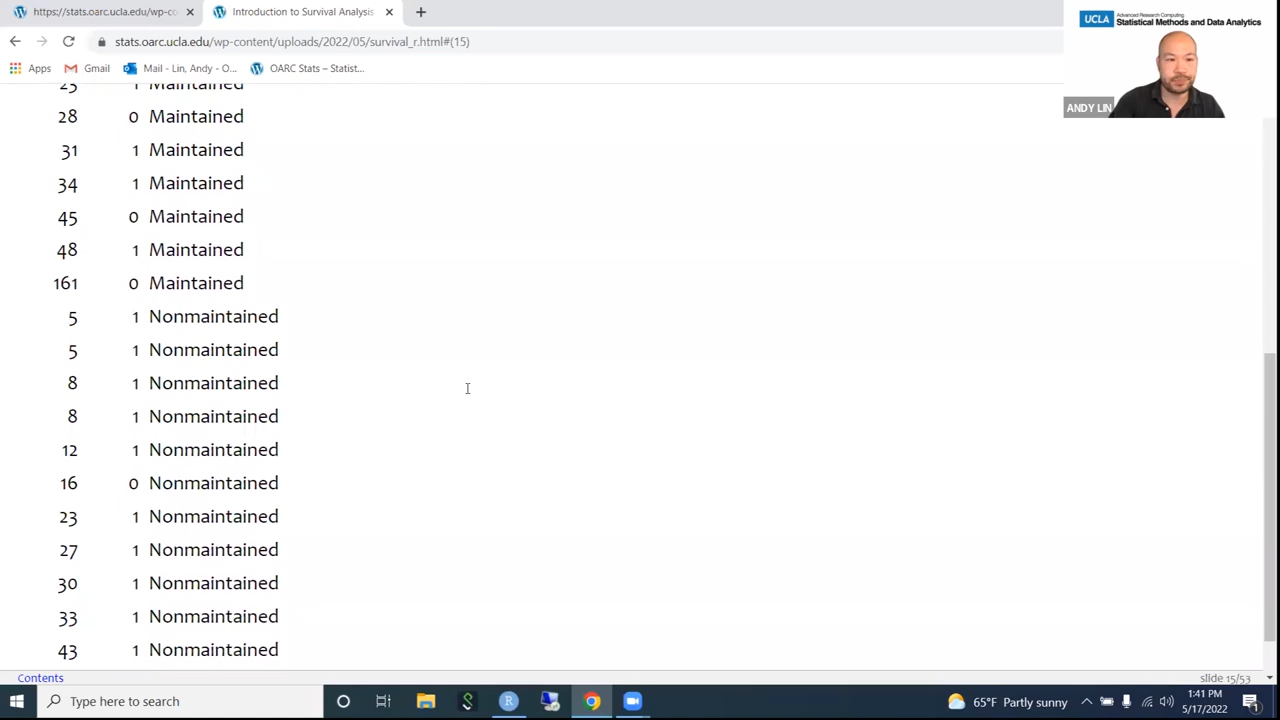 https://stats.oarc.ucla.edu/wp-co
Introduction to Survival Analysis
stats.oarc.ucla.edu/wp-content/uploads/2022/05/survival_r.html#(15)
Apps
Gmail
Mail - Lin, Andy - O...
OARC Stats – Statist...
UCLA
Advanced Research Computing
Statistical Methods and Data Analytics
ANDY LIN
23 1 Maintained
28 0 Maintained
31 1 Maintained
34 1 Maintained
45 0 Maintained
48 1 Maintained
161 0 Maintained
5 1 Nonmaintained
5 1 Nonmaintained
8 1 Nonmaintained
8 1 Nonmaintained
12 1 Nonmaintained
16 0 Nonmaintained
23 1 Nonmaintained
27 1 Nonmaintained
30 1 Nonmaintained
33 1 Nonmaintained
43 1 Nonmaintained
Contents
slide 15/53
Type here to search
65°F Partly sunny
1:41 PM
5/17/2022